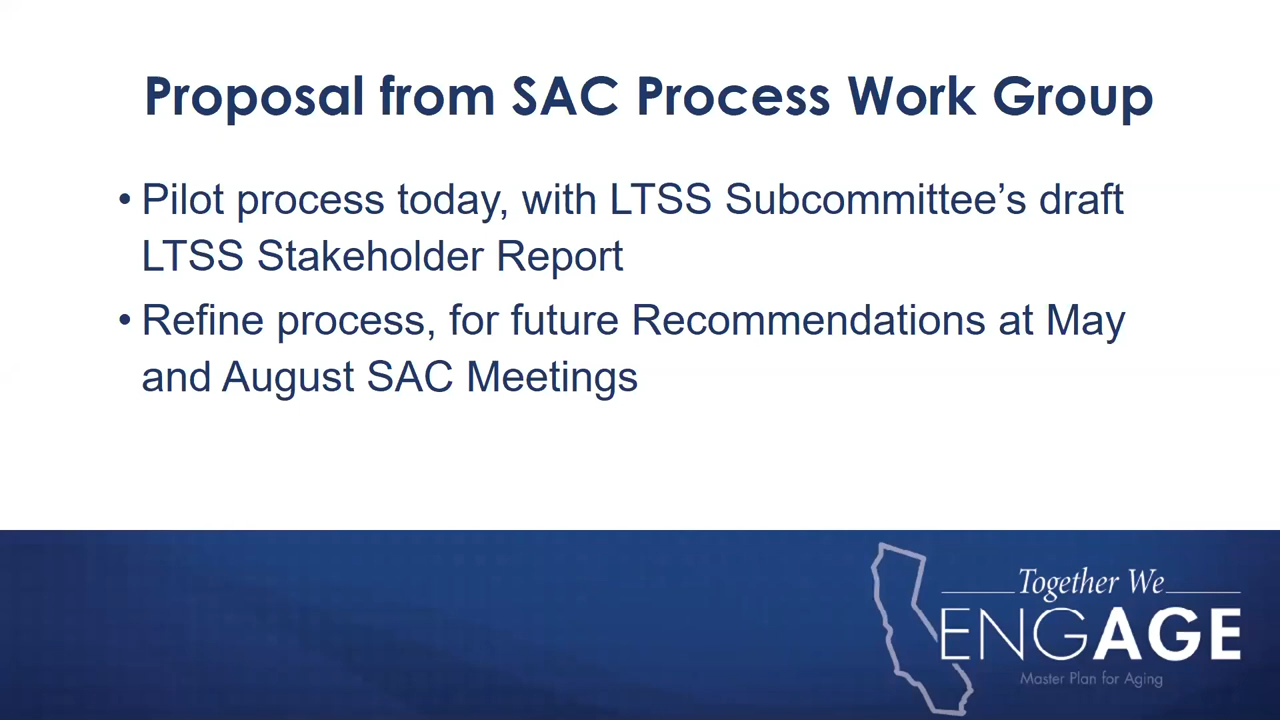 Proposal from SAC Process Work Group
• Pilot process today, with LTSS Subcommittee’s draft
LTSS Stakeholder Report
• Refine process, for future Recommendations at May
and August SAC Meetings
Together We
ENGAGE
Master Plan for Aging